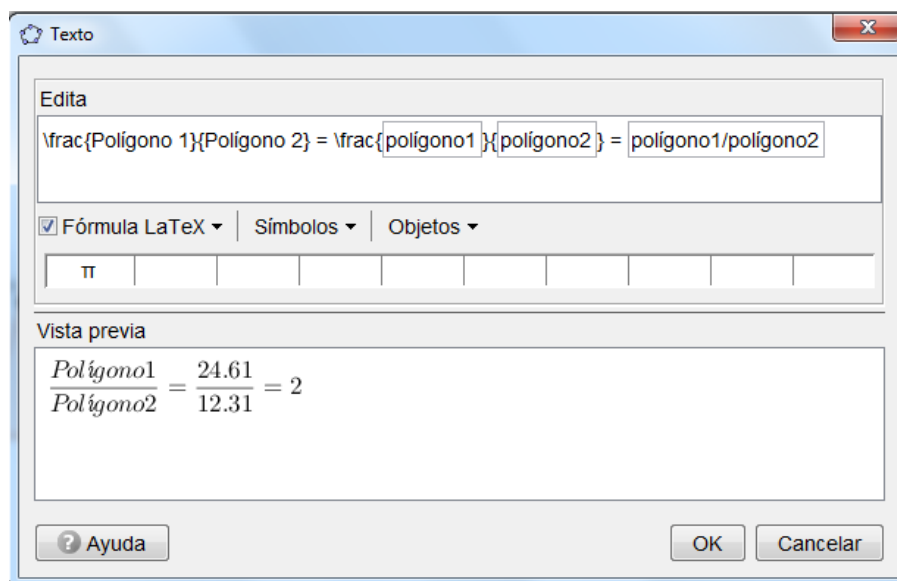 Texto
Edita
\frac{Polígono 1}{Polígono 2} = \frac{polígono1}{polígono2} = polígono1/polígono2
Fórmula LaTeX Símbolos Objetos
π
Vista previa
Polígono1 / Polígono2 = 24.61 / 12.31 = 2
Ayuda OK Cancelar